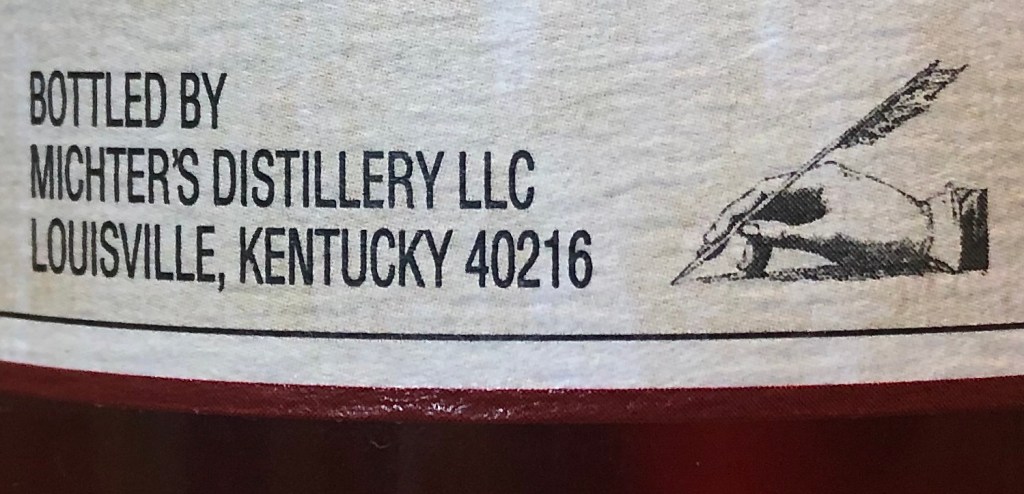 BOTTLED BY
MICHTER'S DISTILLERY LLC
LOUISVILLE, KENTUCKY 40216